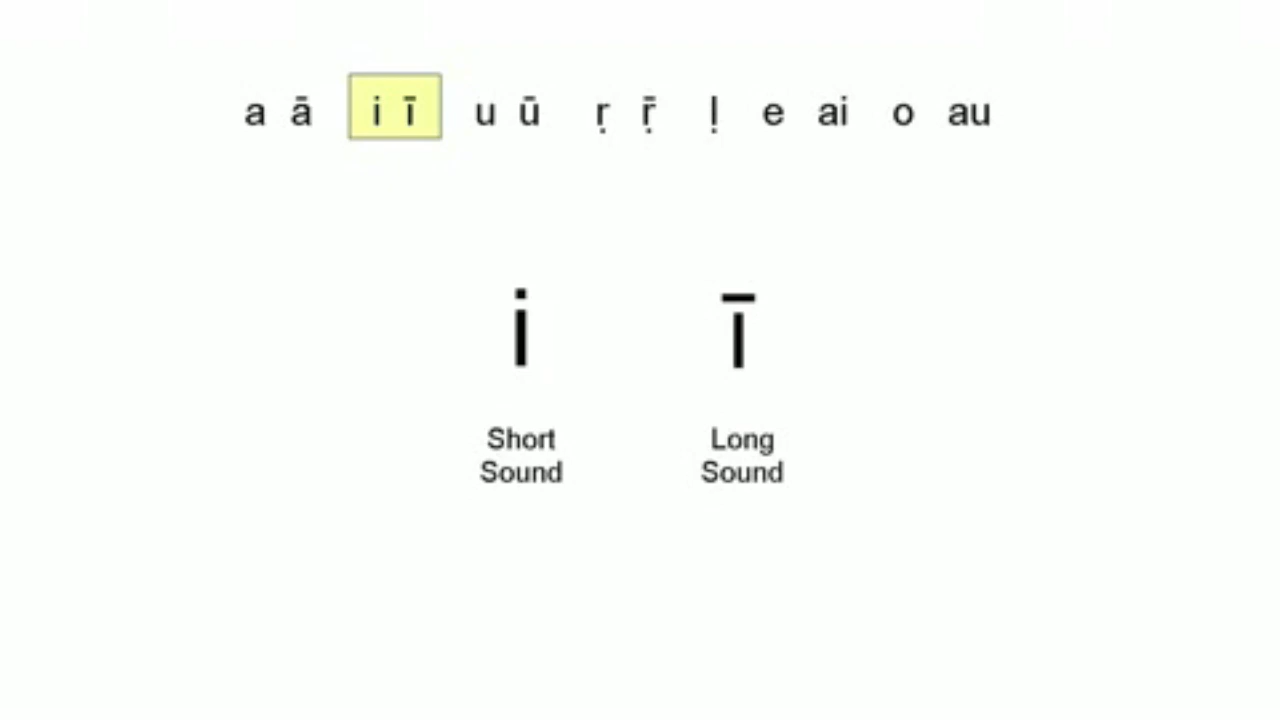 a ā i ī u ū ṛ ṝ ḷ e ai o au
i ī
Short Long
Sound Sound